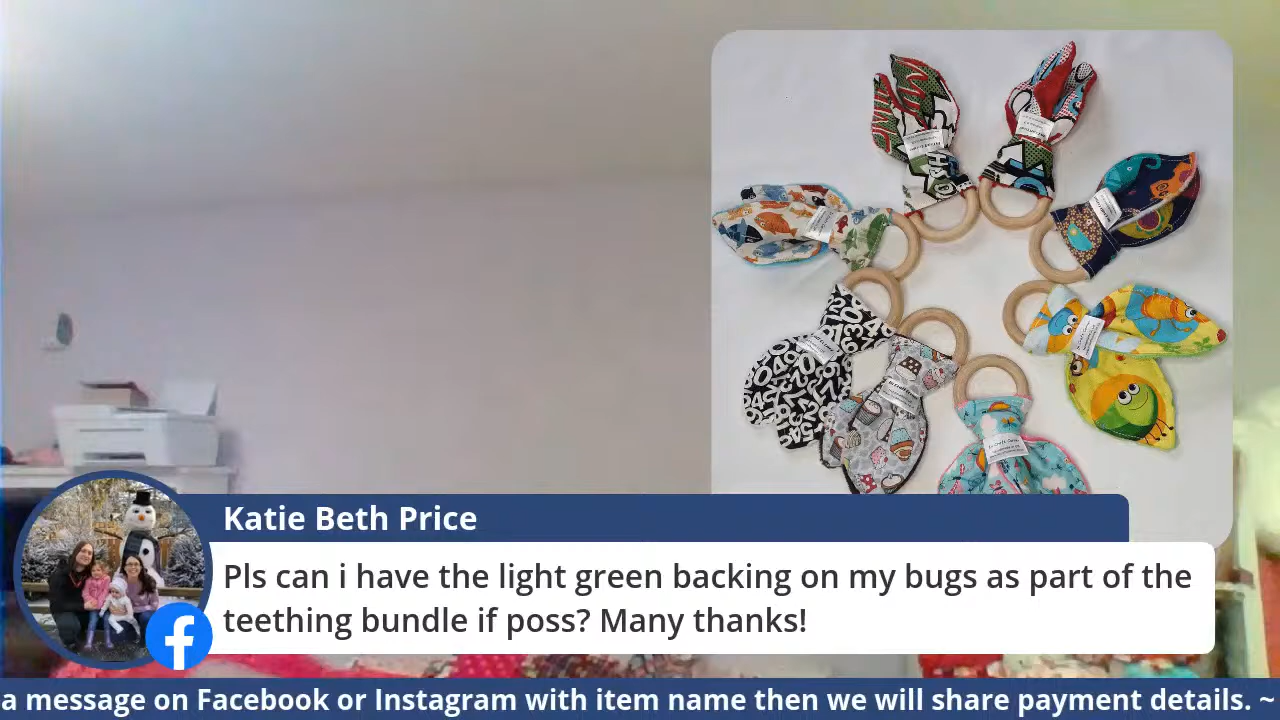 Katie Beth Price
Pls can i have the light green backing on my bugs as part of the
teething bundle if poss? Many thanks!
a message on Facebook or Instagram with item name then we will share payment details. ~